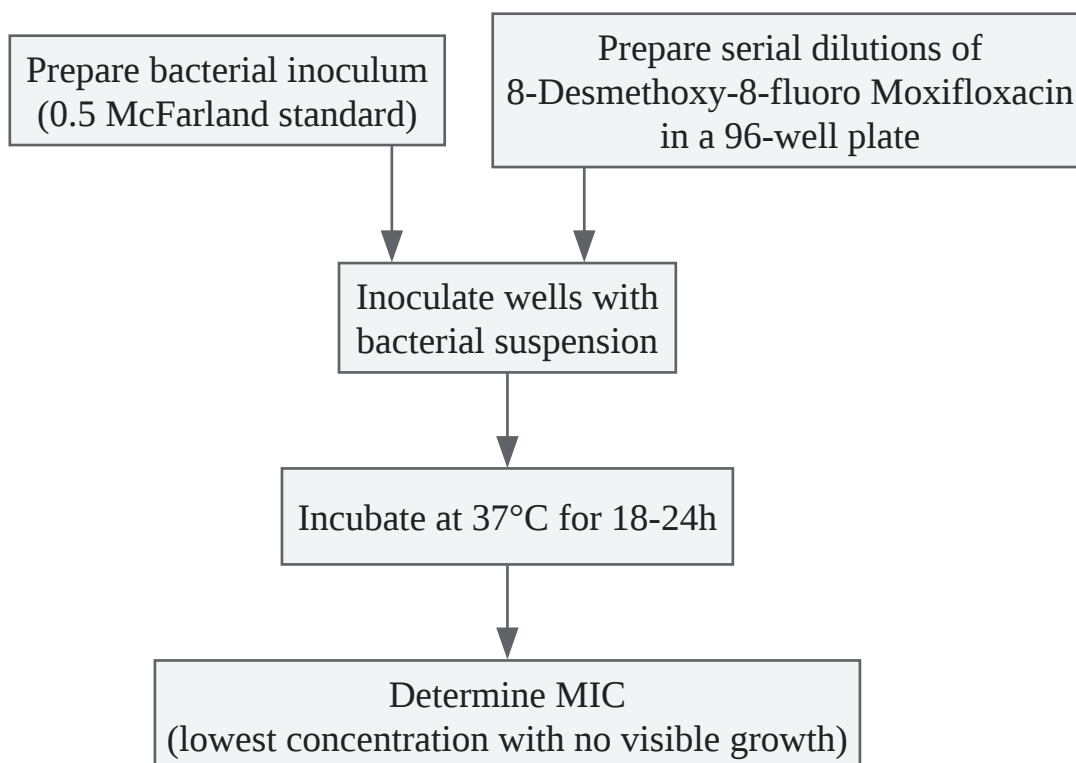 Prepare bacterial inoculum
(0.5 McFarland standard)
Prepare serial dilutions of
8-Desmethoxy-8-fluoro Moxifloxacin
in a 96-well plate
Inoculate wells with
bacterial suspension
Incubate at 37°C for 18-24h
Determine MIC
(lowest concentration with no visible growth)